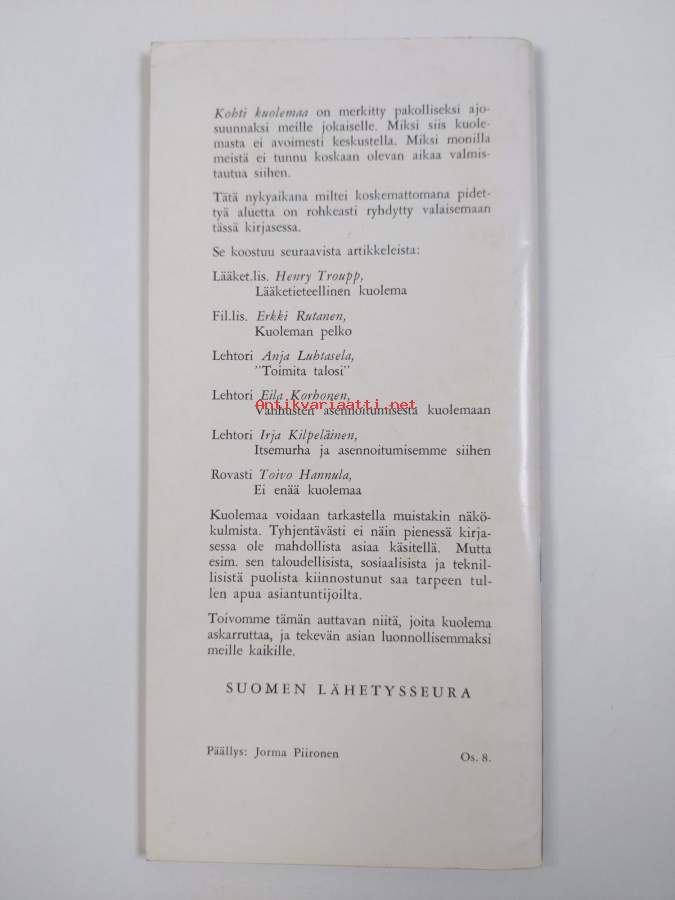 Kohti kuolemaa on merkitty pakolliseksi ajo-
suunnaksi meille jokaiselle. Miksi siis kuole-
masta ei avoimesti keskustella. Miksi monilla
meistä ei tunnu koskaan olevan aikaa valmis-
tautua siihen.
Tätä nykyaikana miltei koskemattomana pidet-
tyä aluetta on rohkeasti ryhdytty valaisemaan
tässä kirjasessa.
Se koostuu seuraavista artikkeleista:
Lääket.lis. Henry Troupp,
Lääketieteellinen kuolema
Fil.lis. Erkki Rutanen,
Kuoleman pelko
Lehtori Anja Luhtasela,
"Toimita talosi"
Lehtori Eila Korhonen,
Antikvariaatti.net
Vanhusten asennoitumisesta kuolemaan
Lehtori Irja Kilpeläinen,
Itsemurha ja asennoitumisemme siihen
Rovasti Toivo Hannula,
Ei enää kuolemaa
Kuolemaa voidaan tarkastella muistakin näkö-
kulmista. Tyhjentävästi ei näin pienessä kirja-
sessa ole mahdollista asiaa käsitellä. Mutta
esim. sen taloudellisista, sosiaalisista ja teknil-
lisistä puolista kiinnostunut saa tarpeen tul-
len apua asiantuntijoilta.
Toivomme tämän auttavan niitä, joita kuolema
askarruttaa, ja tekevän asian luonnollisemmaksi
meille kaikille.
SUOMEN LÄHETYSSEURA
Päällys: Jorma Piironen
Os. 8.